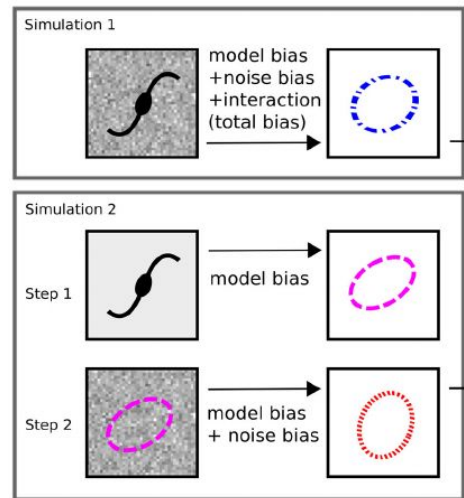 Simulation 1
model bias
+noise bias
+interaction
(total bias)
Simulation 2
Step 1
model bias
Step 2
model bias
+ noise bias